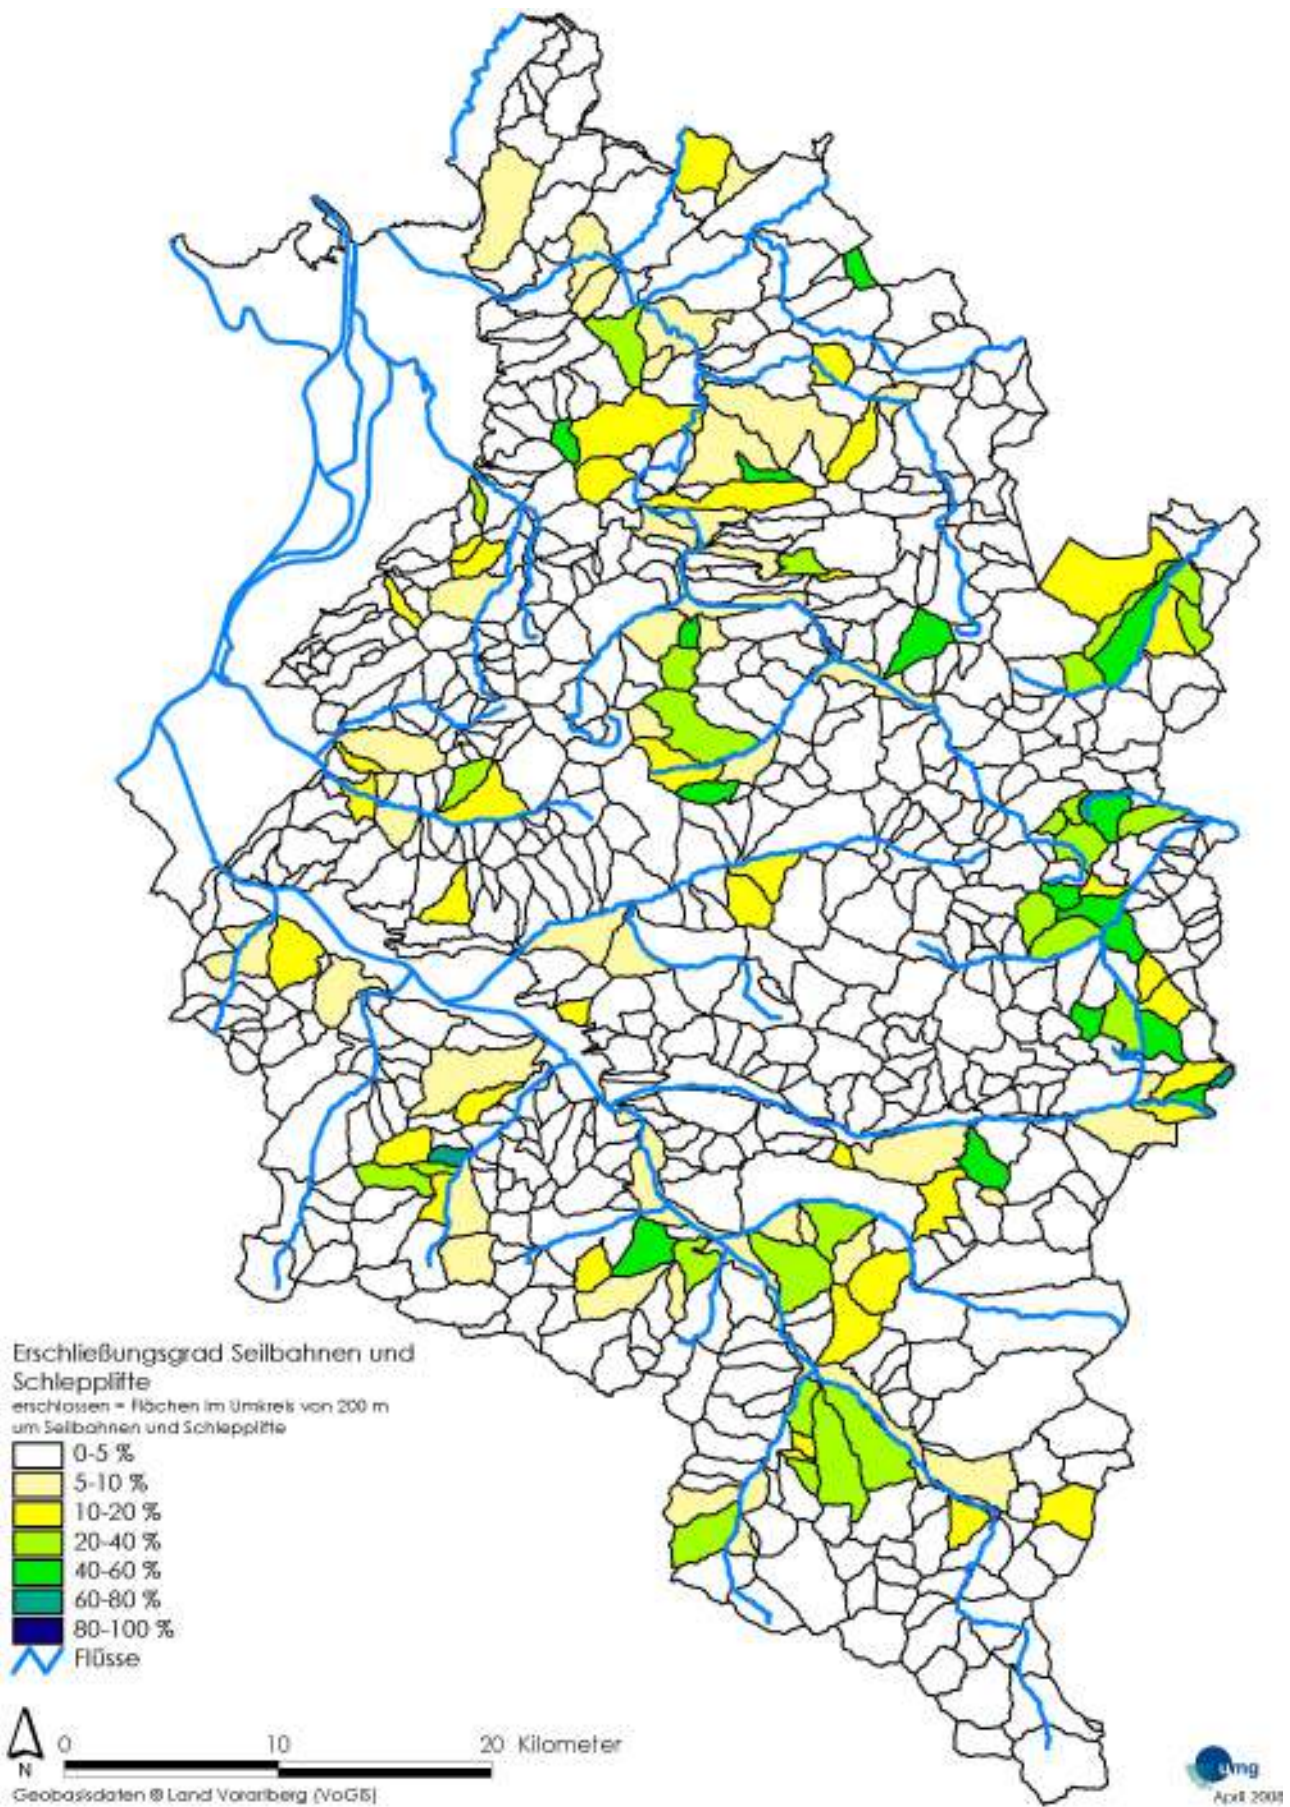 Erschließungsgrad Seilbahnen und
Schlepplifte
erschlossen = Flächen im Umkreis von 200 m
um Seilbahnen und Schlepplifte
0-5 %
5-10 %
10-20 %
20-40 %
40-60 %
60-80 %
80-100 %
Flüsse
0 10 20 Kilometer
N
Geobasisdaten © Land Vorarlberg (VoGIS)
umg
April 2008